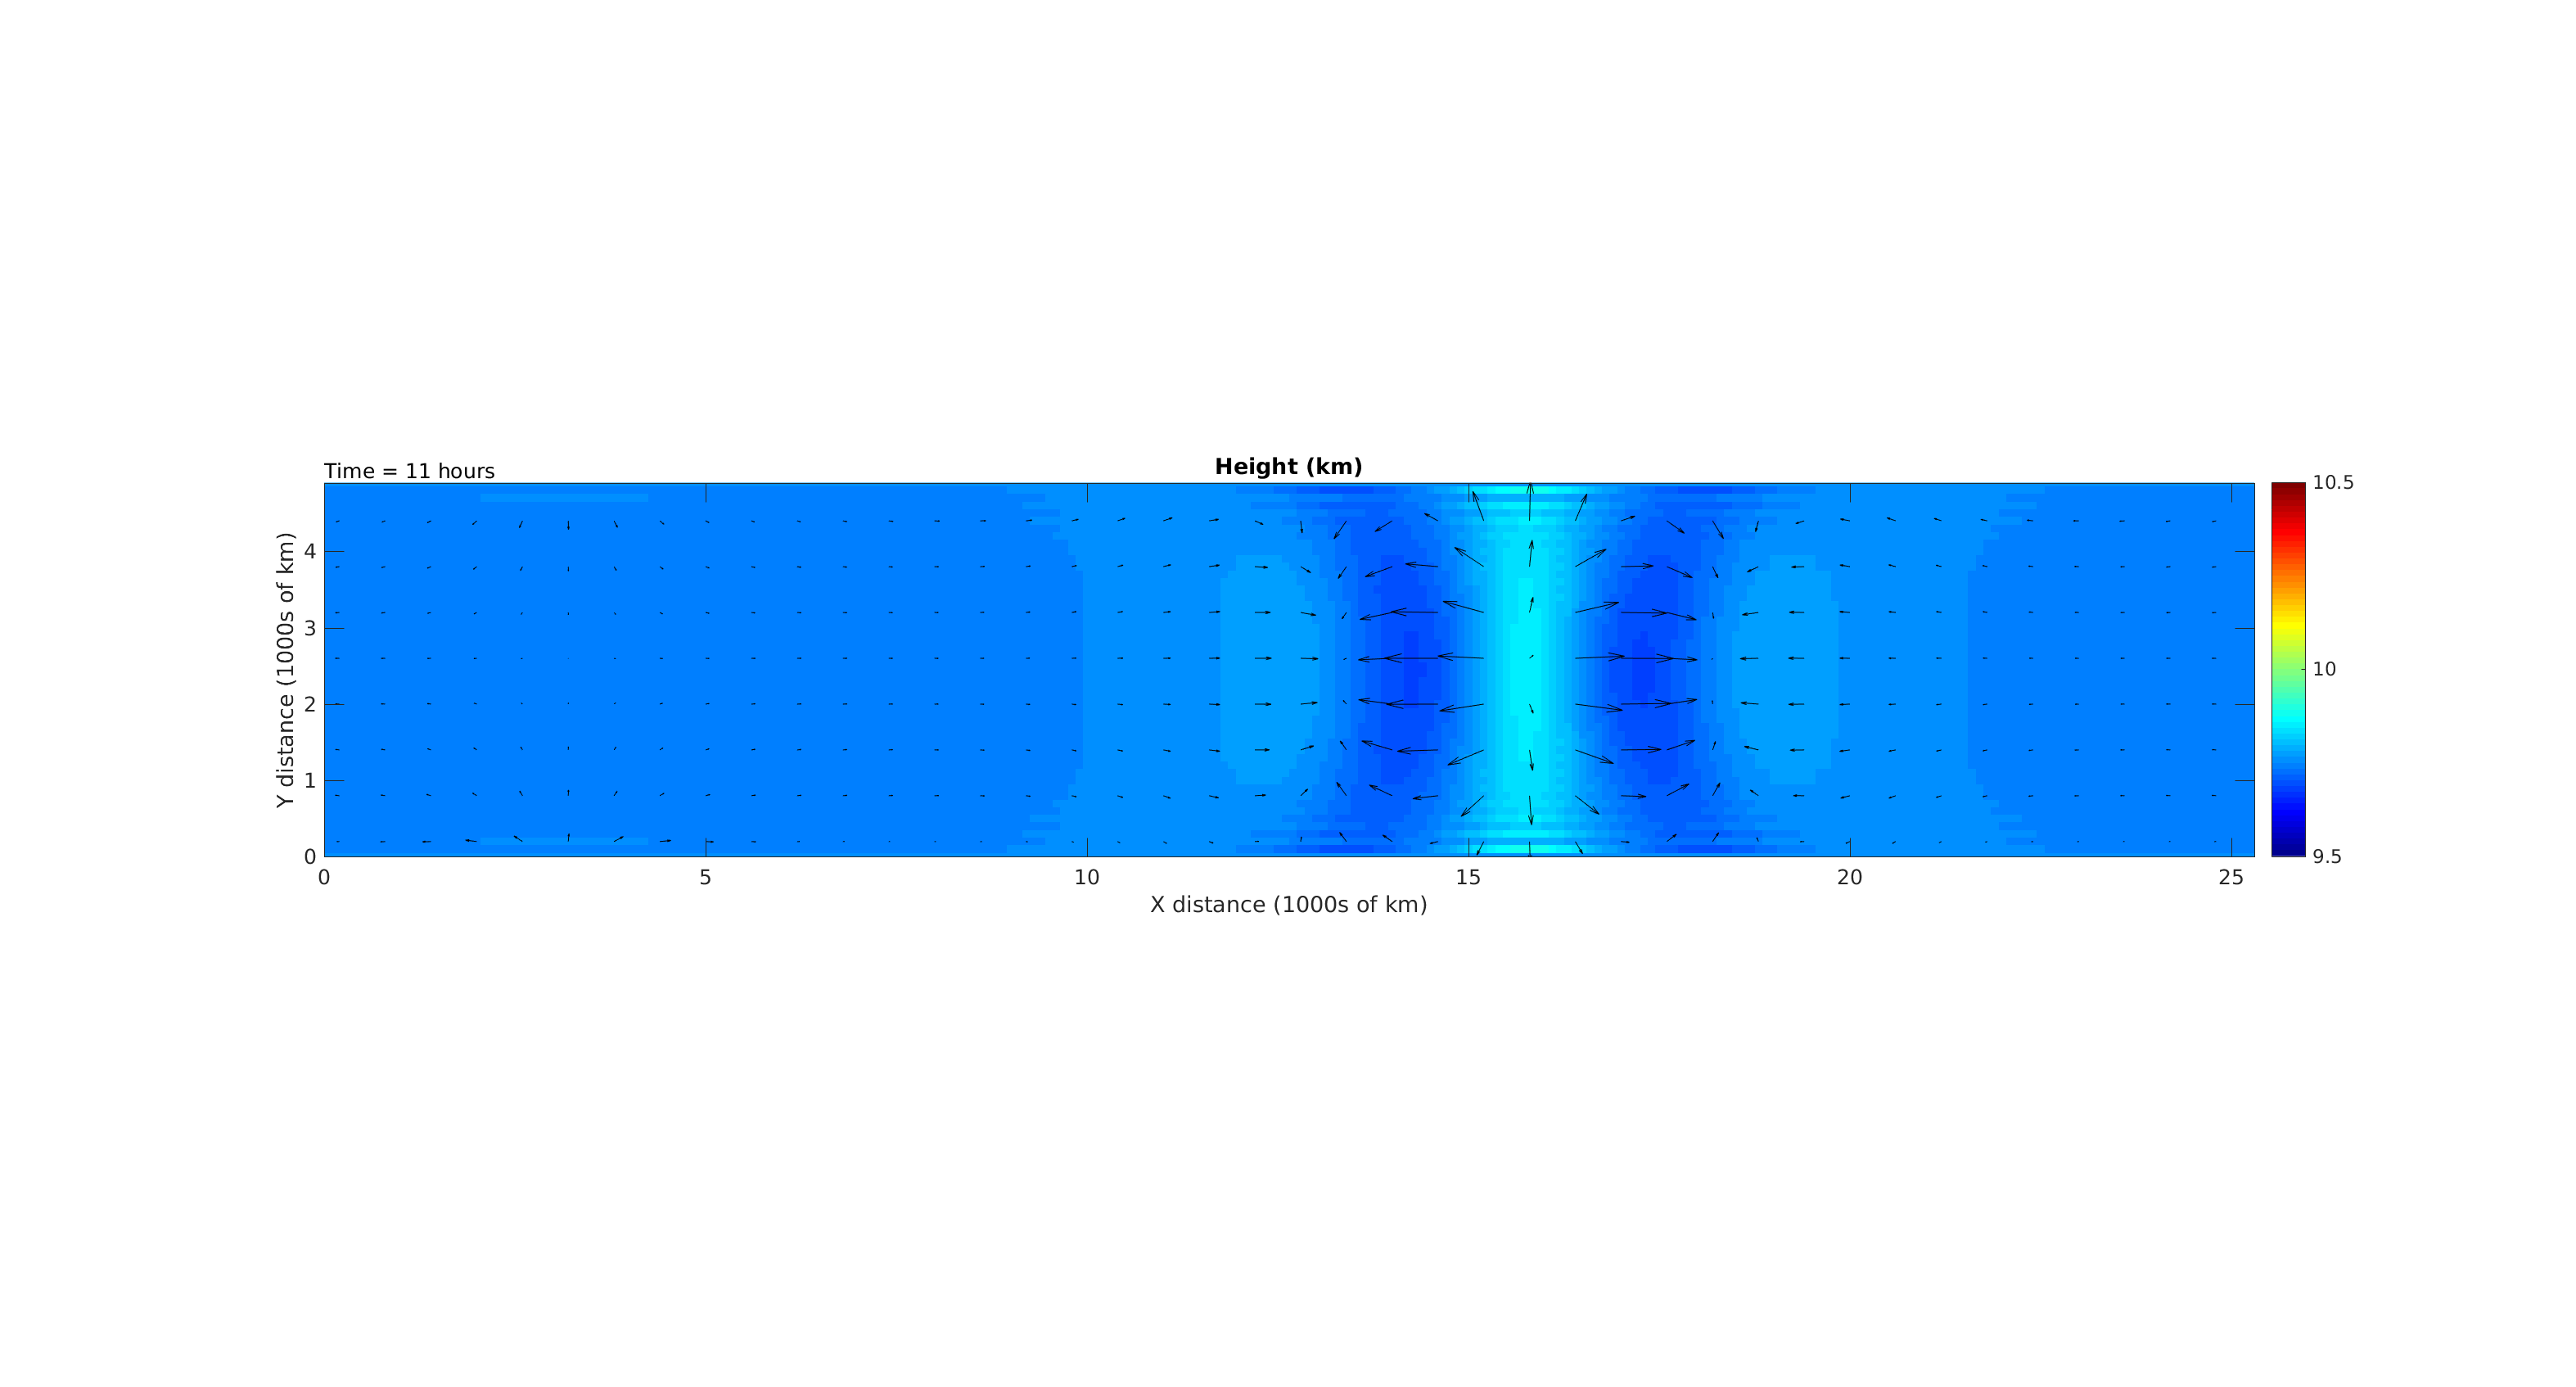 Time = 11 hours
Height (km)
10.5
10
9.5
4
3
2
1
0
Y distance (1000s of km)
0 5 10 15 20 25
X distance (1000s of km)